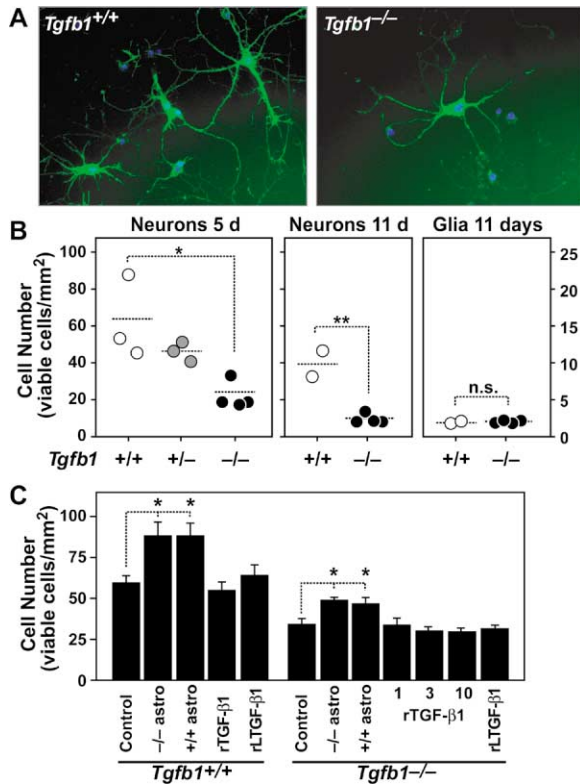 A
Tgfb1+/+
Tgfb1–/–
B
Neurons 5 d
Neurons 11 d
Glia 11 days
Cell Number
(viable cells/mm²)
100
80
60
40
20
0
*
**
n.s.
25
20
15
10
5
0
Tgfb1
+/+
+/–
–/–
+/+
–/–
+/+
–/–
C
Cell Number
(viable cells/mm²)
100
75
50
25
0
*
*
*
*
Control
–/– astro
+/+ astro
rTGF-β1
rLTGF-β1
Control
–/– astro
+/+ astro
1
3
10
rTGF-β1
rLTGF-β1
Tgfb1+/+
Tgfb1–/–